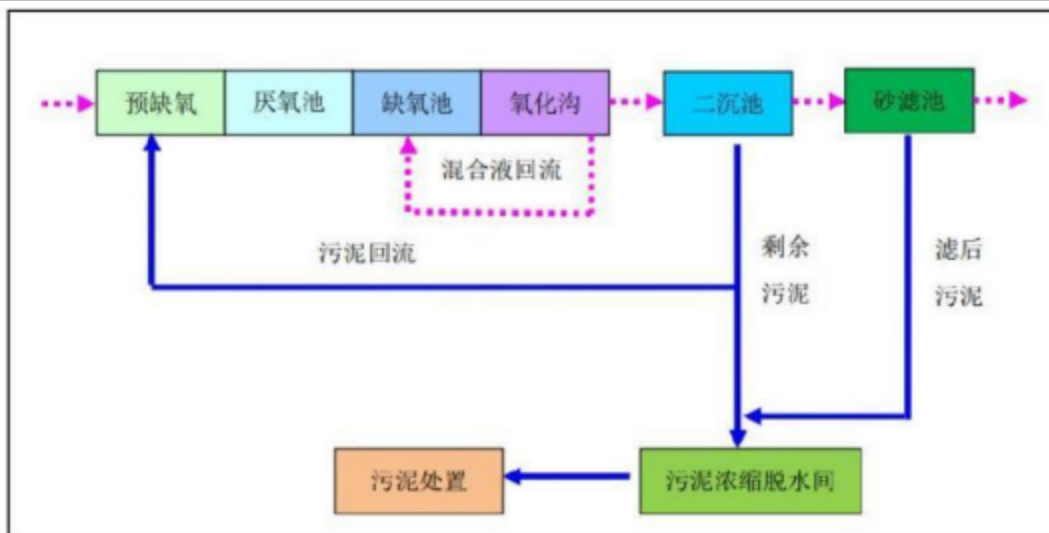 预缺氧
厌氧池
缺氧池
氧化沟
二沉池
砂滤池
混合液回流
污泥回流
剩余
污泥
滤后
污泥
污泥处置
污泥浓缩脱水间